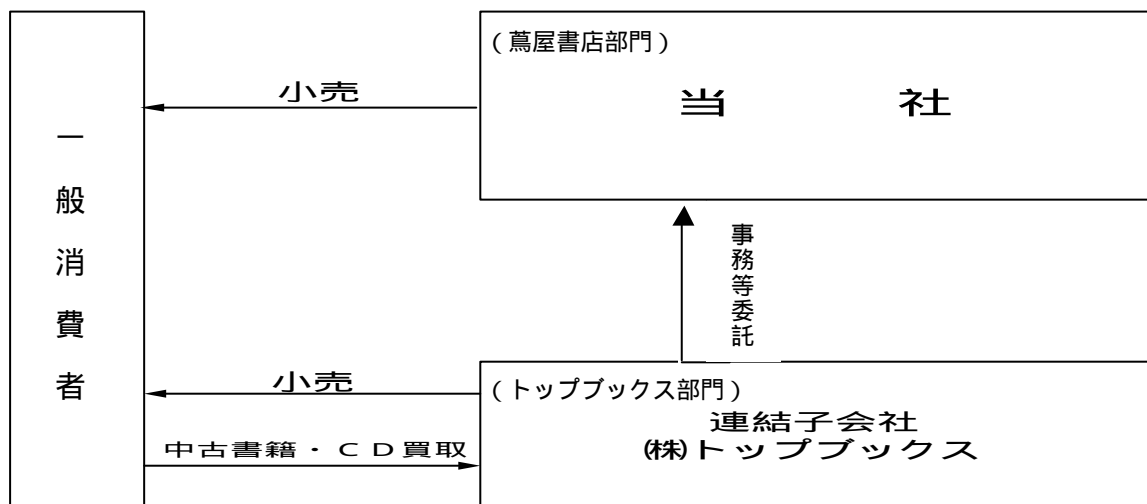 (蔦屋書店部門)
当社
小売
一般消費者
事務等委託
小売
(トップブックス部門)
連結子会社
㈱トップブックス
中古書籍・CD買取